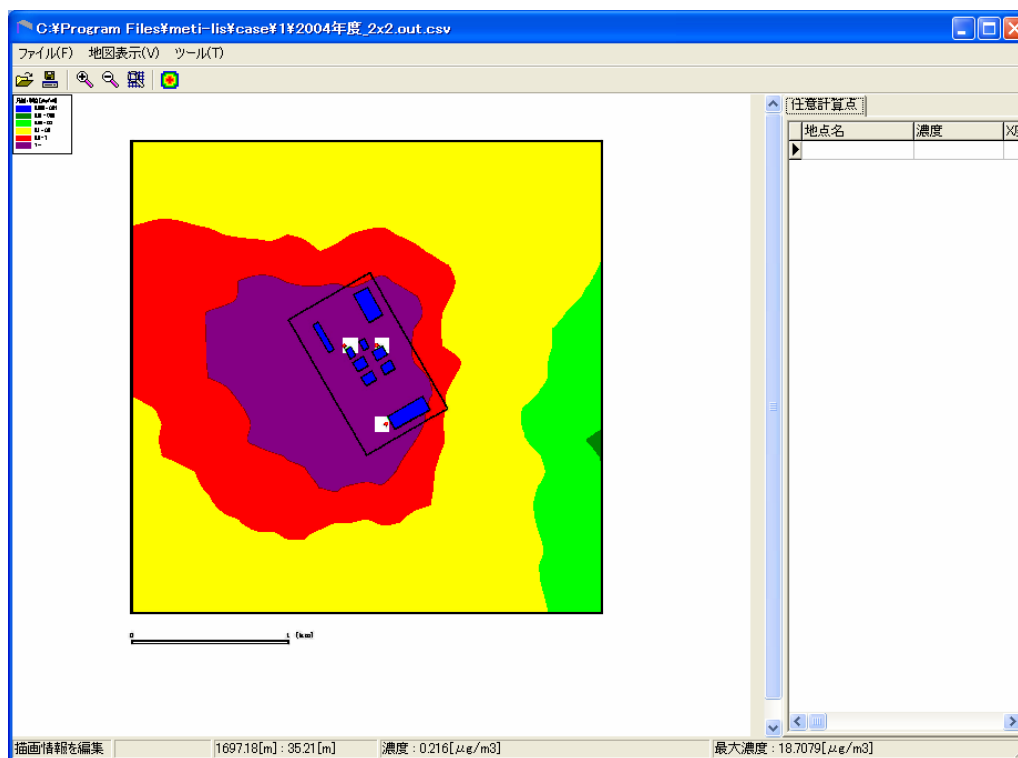 C:¥Program Files¥meti-lis¥case¥1¥2004年度_2x2.out.csv
ファイル(F) 地図表示(V) ツール(T)
任意計算点
地点名 濃度
0 1 [km]
描画情報を編集 1697.18[m] : 35.21[m] 濃度 : 0.216[μg/m3] 最大濃度 : 18.7079[μg/m3]